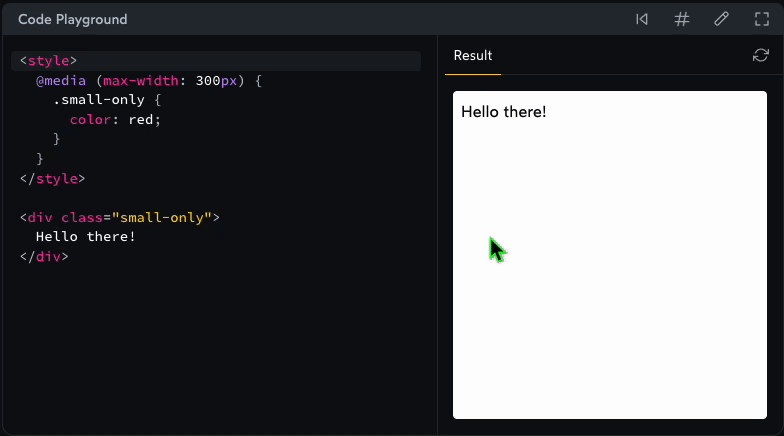 Code Playground
<style>
@media (max-width: 300px) {
.small-only {
color: red;
}
}
</style>
<div class="small-only">
Hello there!
</div>
Result
Hello there!